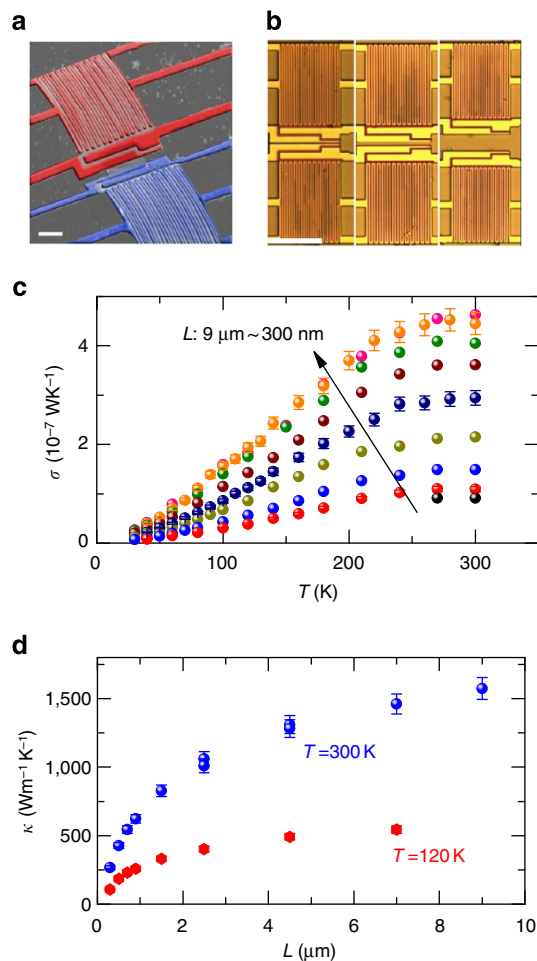 a
b
c
L: 9 μm ~ 300 nm
4
2
0
σ (10⁻⁷ WK⁻¹)
0 100 200 300
T (K)
d
1,500
1,000
500
0
κ (Wm⁻¹ K⁻¹)
T = 300 K
T = 120 K
0 2 4 6 8 10
L (μm)